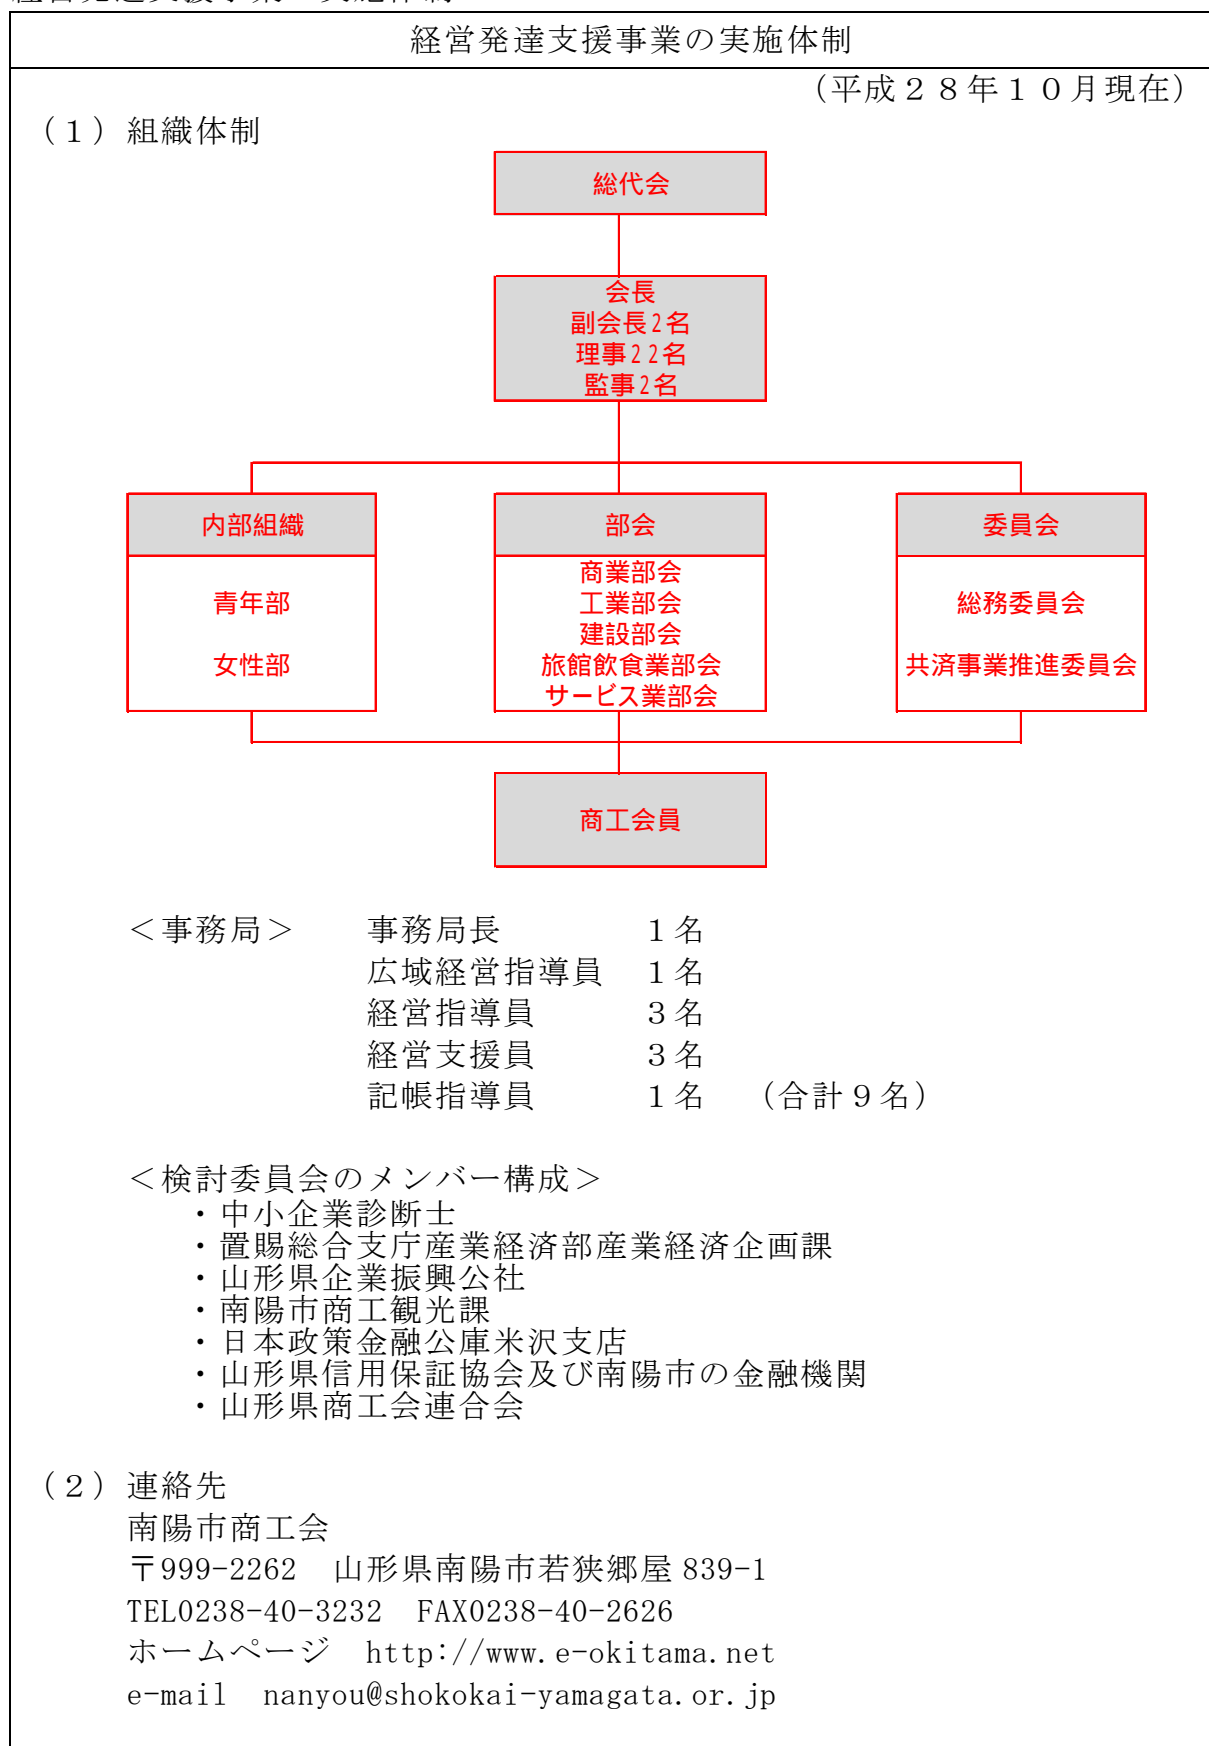 経営発達支援事業の実施体制
（平成２８年１０月現在）
（１）組織体制
総代会
会長
副会長2名
理事22名
監事2名
内部組織
青年部
女性部
部会
商業部会
工業部会
建設部会
旅館飲食業部会
サービス業部会
委員会
総務委員会
共済事業推進委員会
商工会員
＜事務局＞　事務局長　１名
広域経営指導員　１名
経営指導員　３名
経営支援員　３名
記帳指導員　１名　（合計９名）
＜検討委員会のメンバー構成＞
・中小企業診断士
・置賜総合支庁産業経済部産業経済企画課
・山形県企業振興公社
・南陽市商工観光課
・日本政策金融公庫米沢支店
・山形県信用保証協会及び南陽市の金融機関
・山形県商工会連合会
（２）連絡先
南陽市商工会
〒999-2262　山形県南陽市若狭郷屋 839-1
TEL0238-40-3232　FAX0238-40-2626
ホームページ　http://www.e-okitama.net
e-mail　nanyou@shokokai-yamagata.or.jp